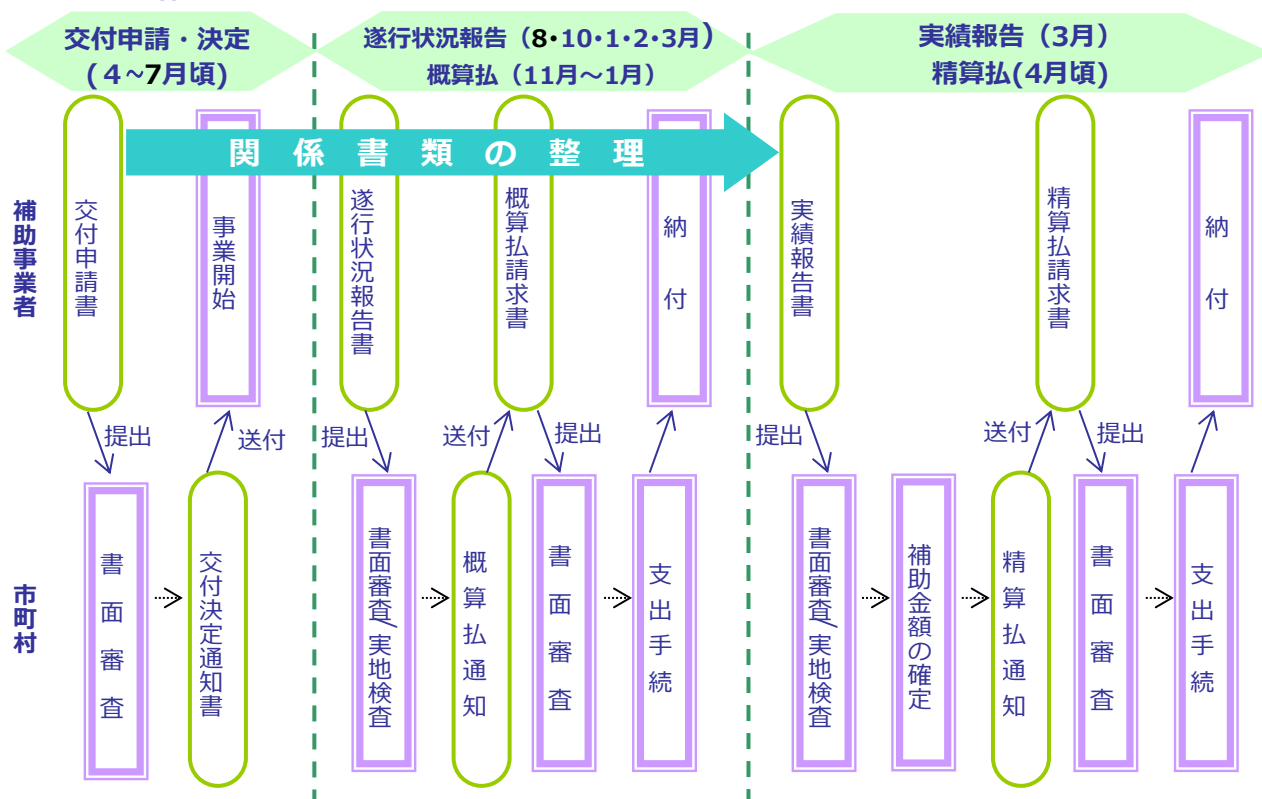 交付申請・決定
(４~7月頃)
遂行状況報告（8・10・1・2・3月）
概算払（11月～1月）
実績報告（3月）
精算払(4月頃)
関係書類の整理
補助事業者
交付申請書
事業開始
遂行状況報告書
概算払請求書
納付
実績報告書
精算払請求書
納付
提出
送付
提出
送付
提出
提出
送付
提出
市町村
書面審査
交付決定通知書
書面審査/実地検査
概算払通知
書面審査
支出手続
書面審査/実地検査
補助金額の確定
精算払通知
書面審査
支出手続